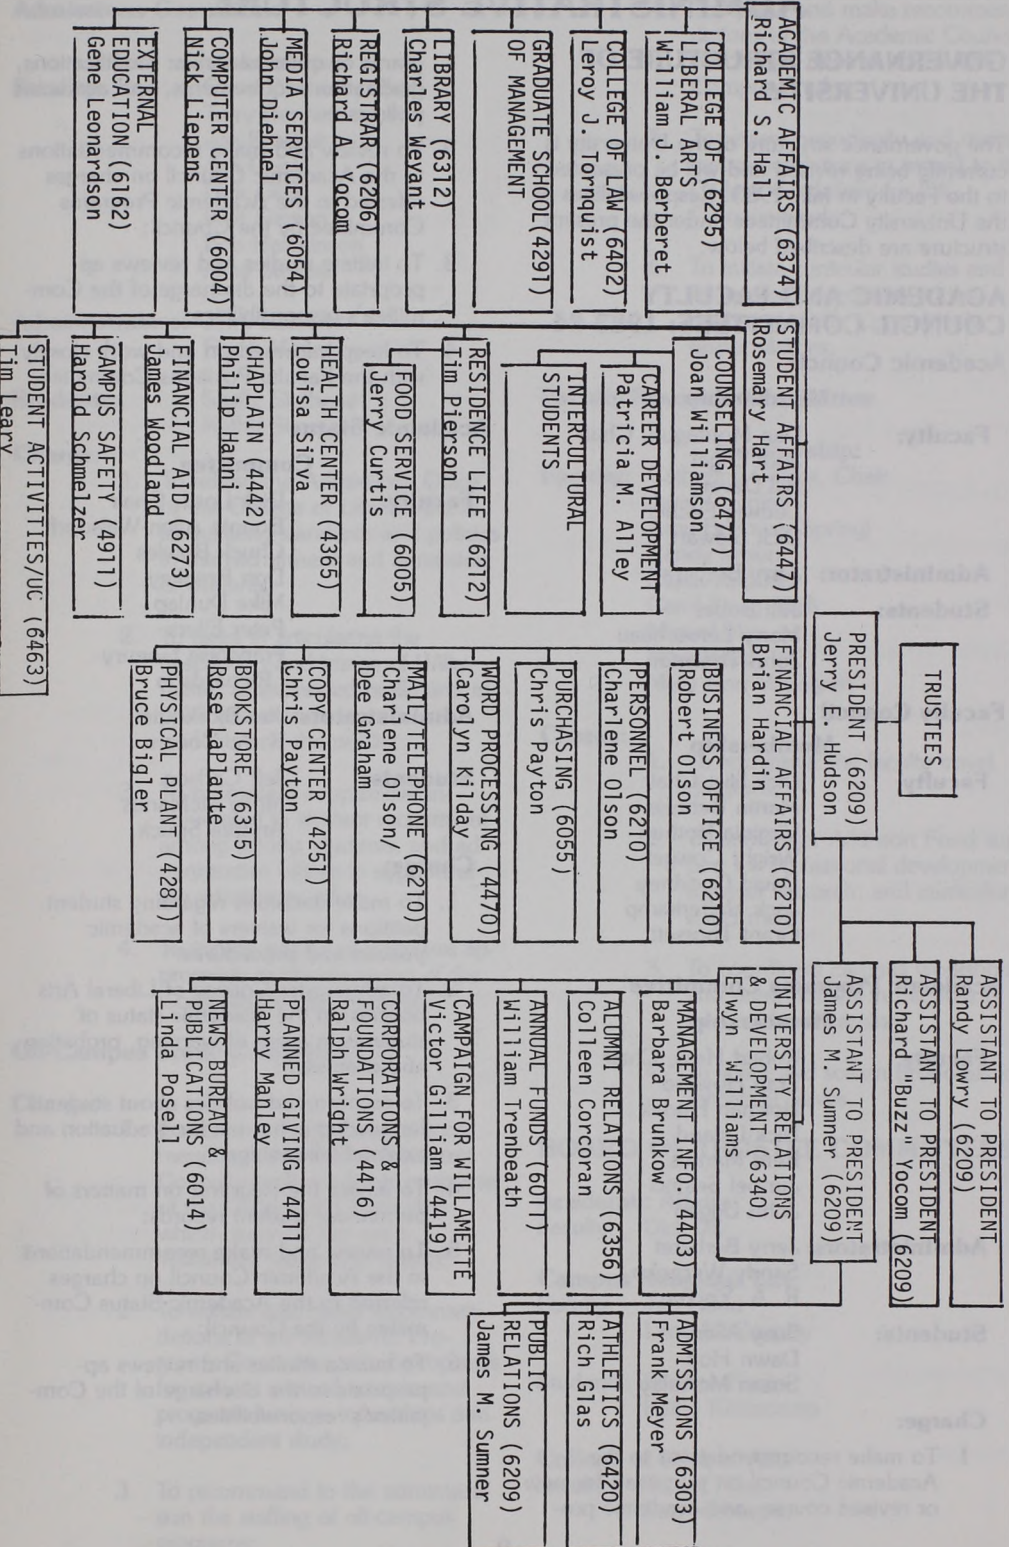 TRUSTEES
PRESIDENT (6209)
Jerry E. Hudson
ASSISTANT TO PRESIDENT
Randy Lowry (6209)
ASSISTANT TO PRESIDENT
Richard "Buzz" Yocom (6209)
ASSISTANT TO PRESIDENT
James M. Sumner (6209)
ACADEMIC AFFAIRS (6374)
Richard S. Hall
COLLEGE OF (6295)
LIBERAL ARTS
William T. Berberet
COLLEGE OF LAW (6402)
Leroy J. Tornquist
GRADUATE SCHOOL (4291)
OF MANAGEMENT
LIBRARY (6312)
Charles Weyant
REGISTRAR (6206)
Richard A. Yocom
MEDIA SERVICES (6054)
Jan Diehm
COMPUTER CENTER (6004)
Nick Liepens
EXTERNAL
EDUCATION (6162)
Gene Leonardson
STUDENT AFFAIRS (6447)
Rosemary Hart
COUNSELING (6471)
Joan Williamson
CAREER DEVELOPMENT
Patricia M. Alley
INTERCULTURAL
STUDENTS
RESIDENCE LIFE (6212)
Tim Pierson
FOOD SERVICE (6005)
Jerry Curtis
HEALTH CENTER (4365)
Louisa Silva
CHAPLAIN (4442)
Philip Hanni
FINANCIAL AID (6273)
James Woodland
CAMPUS SAFETY (4911)
Harold Schmelzer
STUDENT ACTIVITIES/UC (6463)
Tim Leary
FINANCIAL AFFAIRS (6210)
Brian Hardin
BUSINESS OFFICE (6210)
Robert Olson
PERSONNEL (6210)
Charlene Olson
PURCHASING (6055)
Chris Payton
WORD PROCESSING (4470)
Carolyn Kilday
MAIL/TELEPHONE (6210)
Charlene Olson/
Dee Graham
COPY CENTER (4251)
Chris Payton
BOOKSTORE (6315)
Rose LaPlante
PHYSICAL PLANT (4281)
Bruce Bigler
UNIVERSITY RELATIONS
& DEVELOPMENT (6340)
Elwyn Williams
MANAGEMENT INFO. (4403)
Barbara Brunkow
ALUMNI RELATIONS (6356)
Colleen Corcoran
ANNUAL FUNDS (6011)
William Trenbeath
CAMPAIGN FOR WILLAMETTE
Victor Gilliam (4419)
CORPORATIONS &
FOUNDATIONS (4416)
Ralph Wright
PLANNED GIVING (4411)
Harry Manley
NEWS BUREAU &
PUBLICATIONS (6014)
Linda Posell
ADMISSIONS (6303)
Frank Meyer
ATHLETICS (6420)
Rich Glas
PUBLIC
RELATIONS (6209)
James M. Sumner